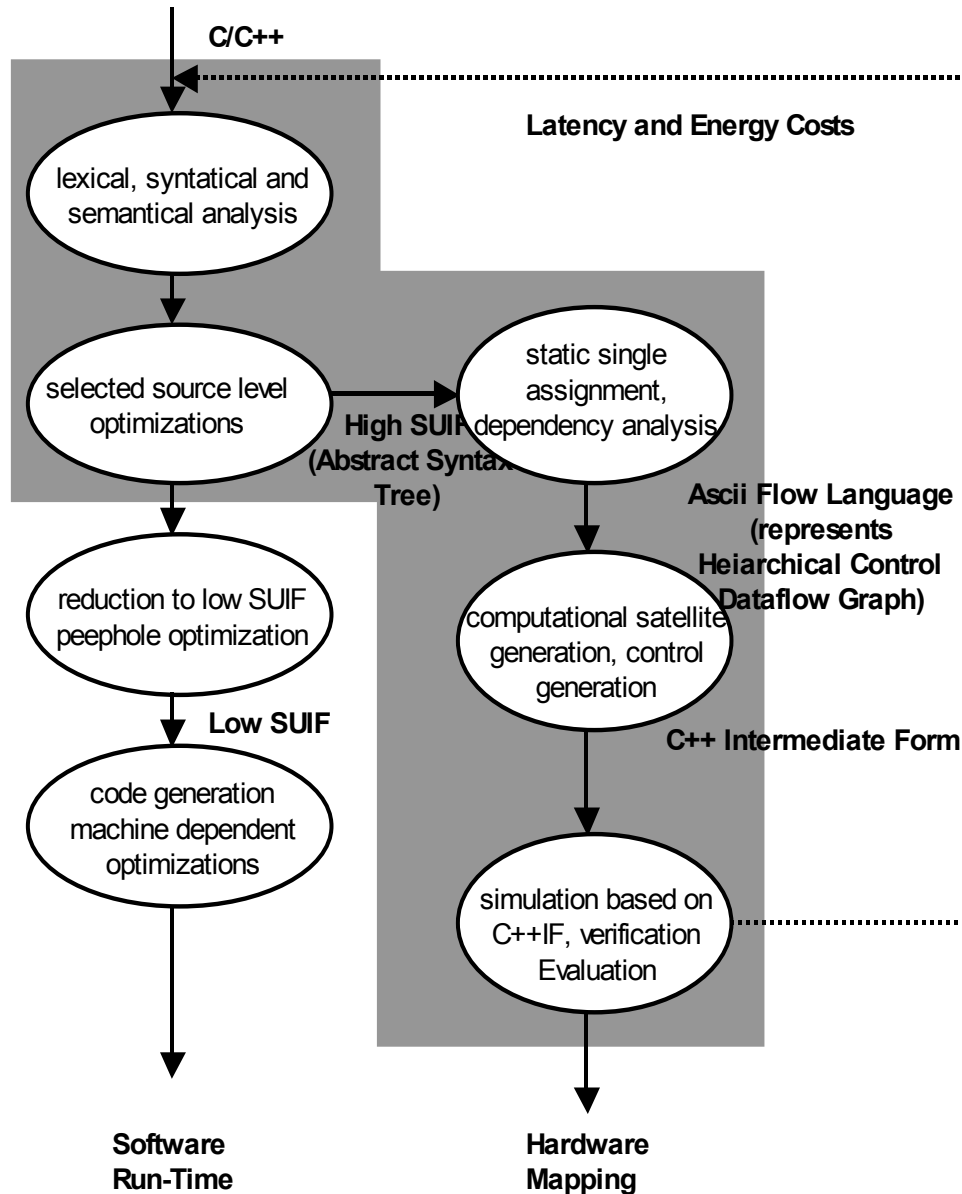 C/C++
Latency and Energy Costs
lexical, syntatical and
semantical analysis
selected source level
optimizations
static single
assignment,
dependency analysis
High SUIF
(Abstract Syntax
Tree)
Ascii Flow Language
(represents
Heiarchical Control
Dataflow Graph)
reduction to low SUIF
peephole optimization
computational satellite
generation, control
generation
Low SUIF
C++ Intermediate Form
code generation
machine dependent
optimizations
simulation based on
C++IF, verification
Evaluation
Software
Run-Time
Hardware
Mapping